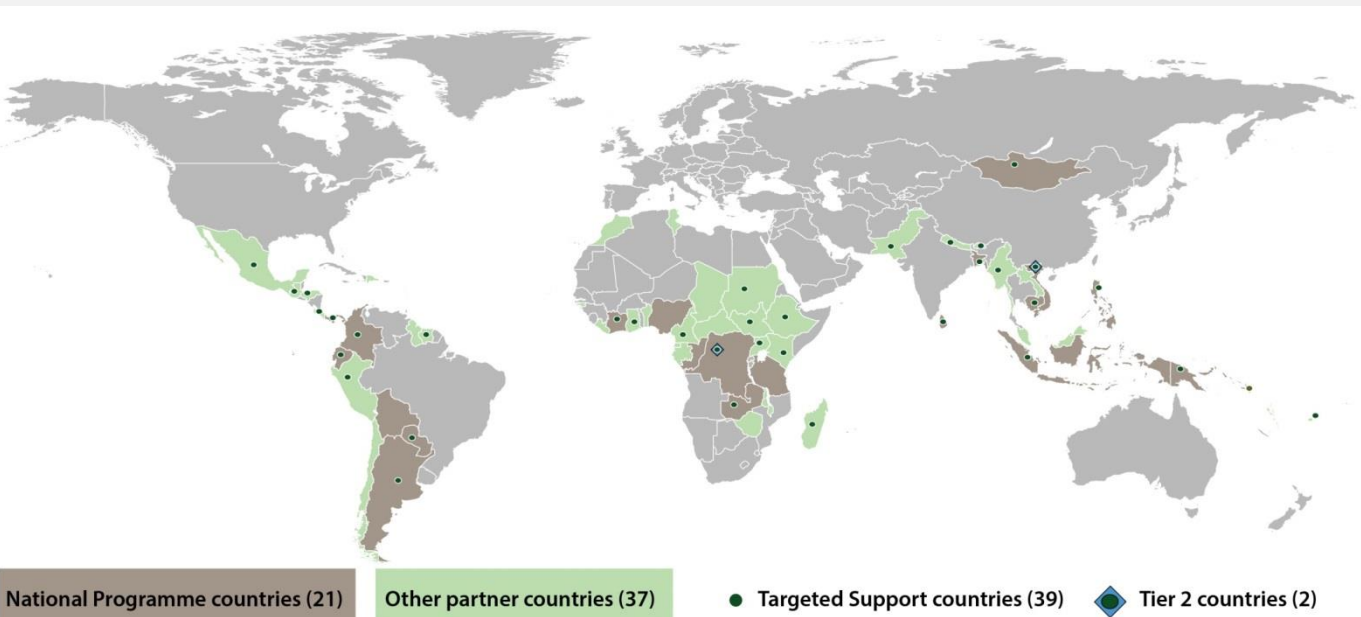 National Programme countries (21)
Other partner countries (37)
Targeted Support countries (39)
Tier 2 countries (2)